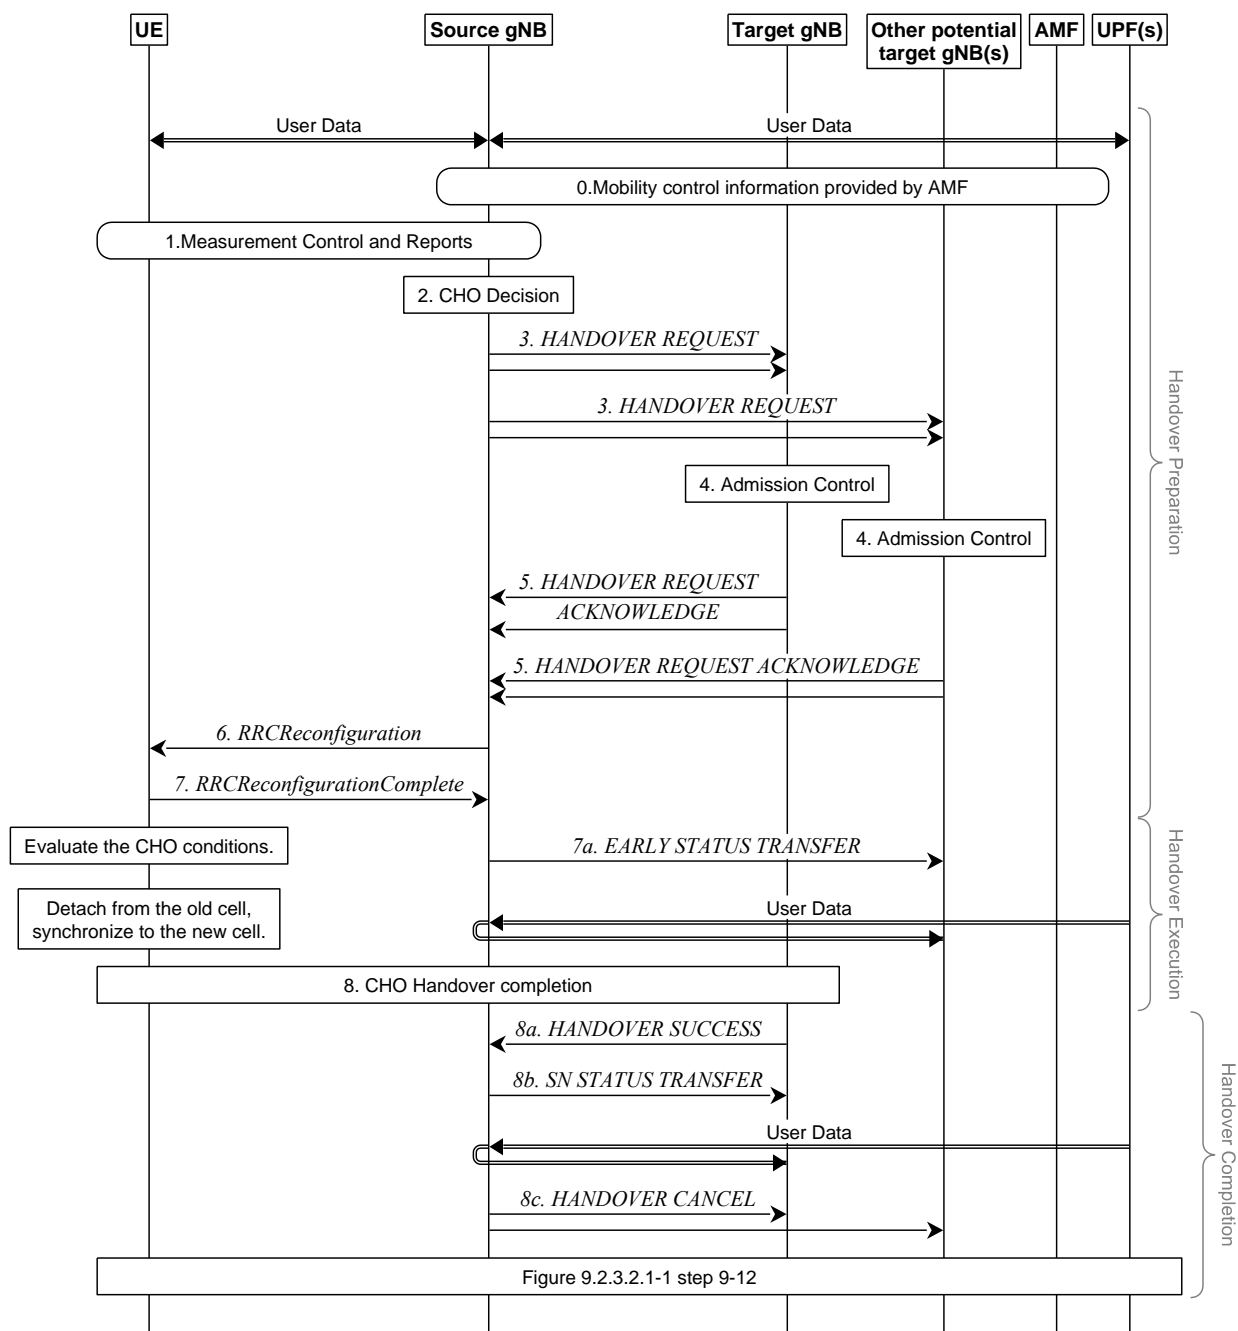 UE
Source gNB
Target gNB
Other potential
target gNB(s)
AMF
UPF(s)
User Data
User Data
0.Mobility control information provided by AMF
1.Measurement Control and Reports
2. CHO Decision
3. HANDOVER REQUEST
3. HANDOVER REQUEST
4. Admission Control
4. Admission Control
5. HANDOVER REQUEST
ACKNOWLEDGE
5. HANDOVER REQUEST ACKNOWLEDGE
6. RRCReconfiguration
7. RRCReconfigurationComplete
Handover Preparation
Evaluate the CHO conditions.
7a. EARLY STATUS TRANSFER
Detach from the old cell,
synchronize to the new cell.
User Data
8. CHO Handover completion
Handover Execution
8a. HANDOVER SUCCESS
8b. SN STATUS TRANSFER
User Data
8c. HANDOVER CANCEL
Handover Completion
Figure 9.2.3.2.1-1 step 9-12